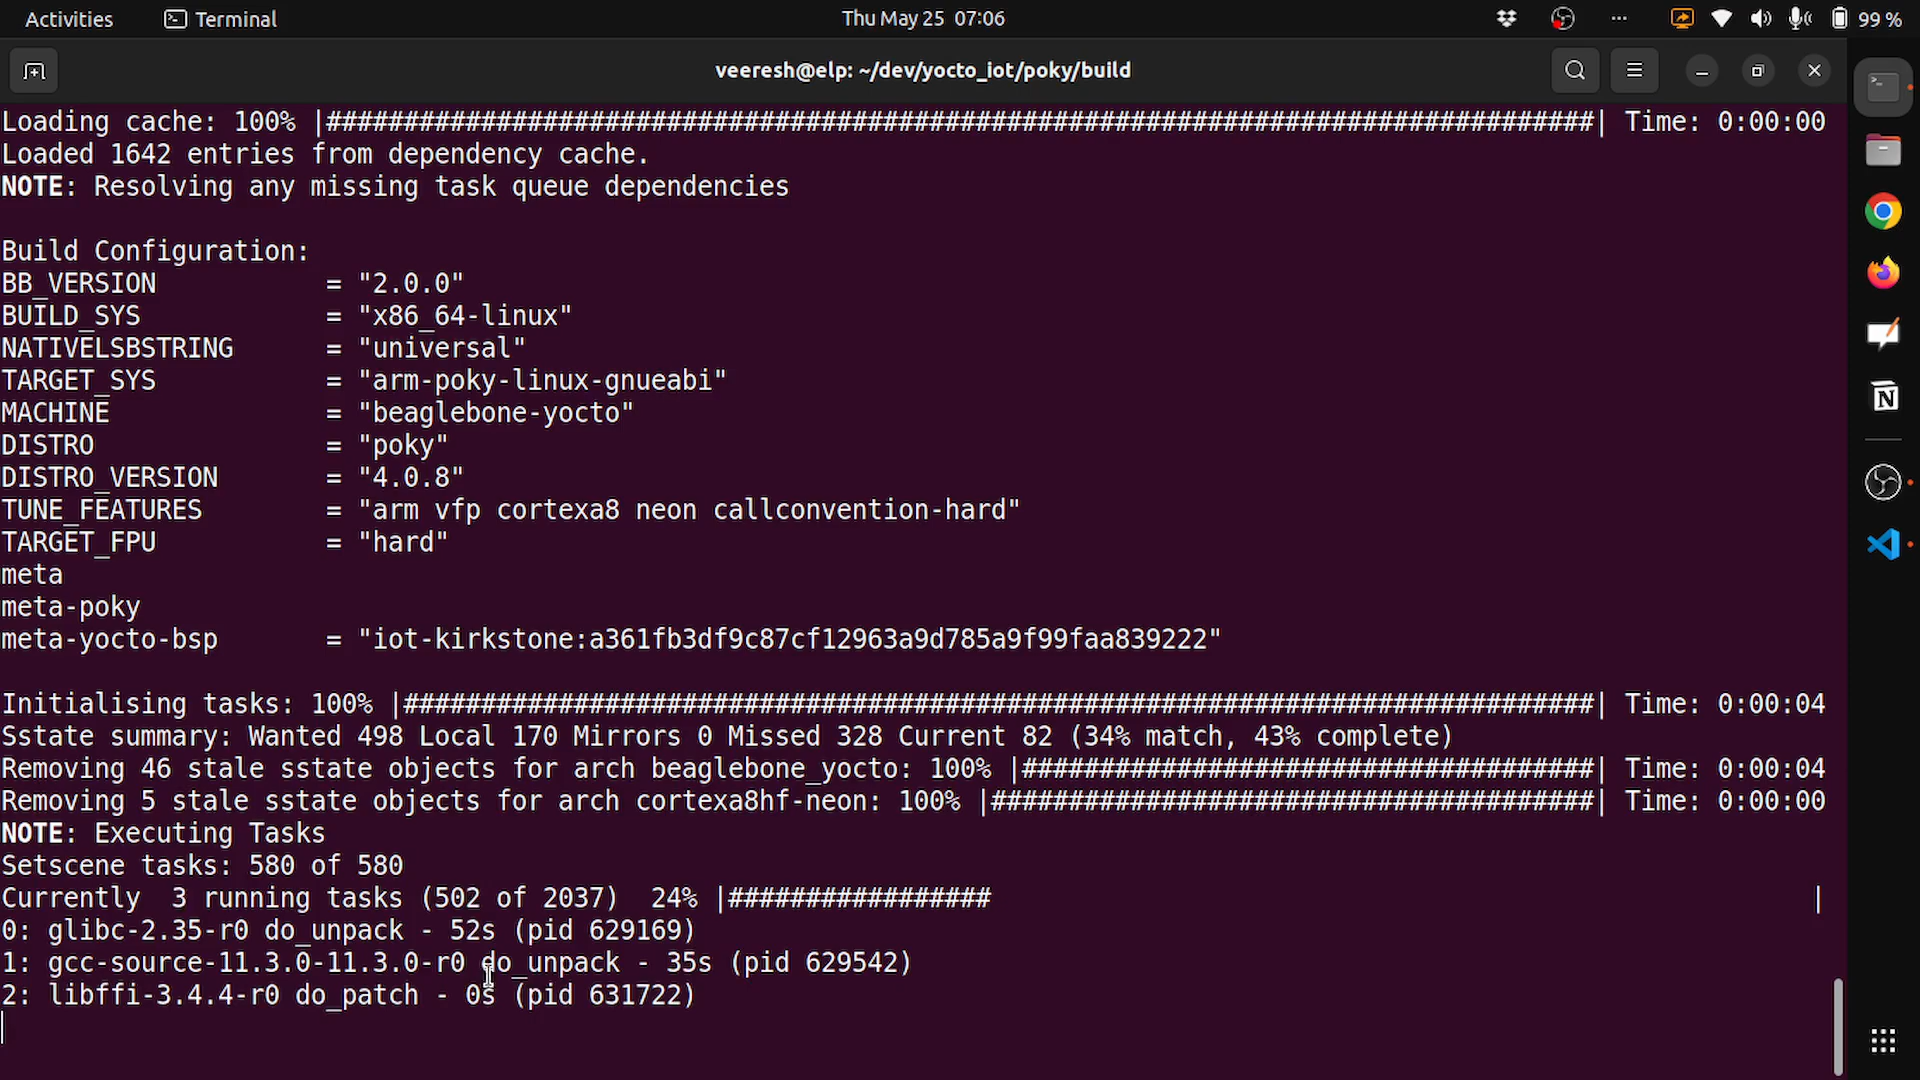 Activities Terminal Thu May 25 07:06 99 %
veeresh@elp: ~/dev/yocto_iot/poky/build
Loading cache: 100% |##################################################################################| Time: 0:00:00
Loaded 1642 entries from dependency cache.
NOTE: Resolving any missing task queue dependencies
Build Configuration:
BB_VERSION           = "2.0.0"
BUILD_SYS            = "x86_64-linux"
NATIVELSBSTRING      = "universal"
TARGET_SYS           = "arm-poky-linux-gnueabi"
MACHINE              = "beaglebone-yocto"
DISTRO               = "poky"
DISTRO_VERSION       = "4.0.8"
TUNE_FEATURES        = "arm vfp cortexa8 neon callconvention-hard"
TARGET_FPU           = "hard"
meta
meta-poky
meta-yocto-bsp       = "iot-kirkstone:a361fb3df9c87cf12963a9d785a9f99faa839222"
Initialising tasks: 100% |#############################################################################| Time: 0:00:04
Sstate summary: Wanted 498 Local 170 Mirrors 0 Missed 328 Current 82 (34% match, 43% complete)
Removing 46 stale sstate objects for arch beaglebone_yocto: 100% |#####################################| Time: 0:00:04
Removing 5 stale sstate objects for arch cortexa8hf-neon: 100% |#######################################| Time: 0:00:00
NOTE: Executing Tasks
Setscene tasks: 580 of 580
Currently  3 running tasks (502 of 2037)  24% |#################                                                      |
0: glibc-2.35-r0 do_unpack - 52s (pid 629169)
1: gcc-source-11.3.0-11.3.0-r0 do_unpack - 35s (pid 629542)
2: libffi-3.4.4-r0 do_patch - 0s (pid 631722)